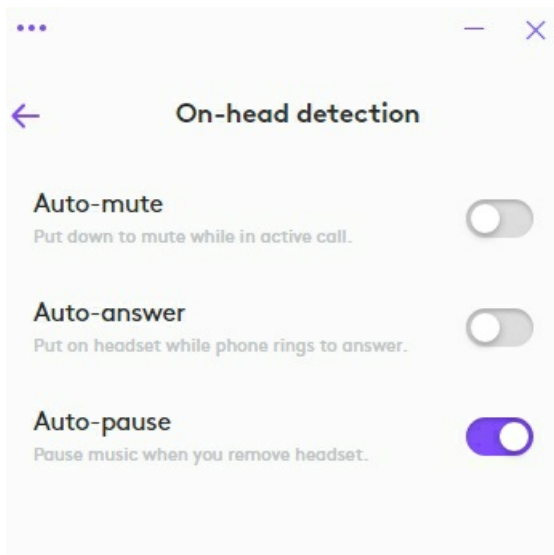 On-head detection
Auto-mute
Put down to mute while in active call.
Auto-answer
Put on headset while phone rings to answer.
Auto-pause
Pause music when you remove headset.